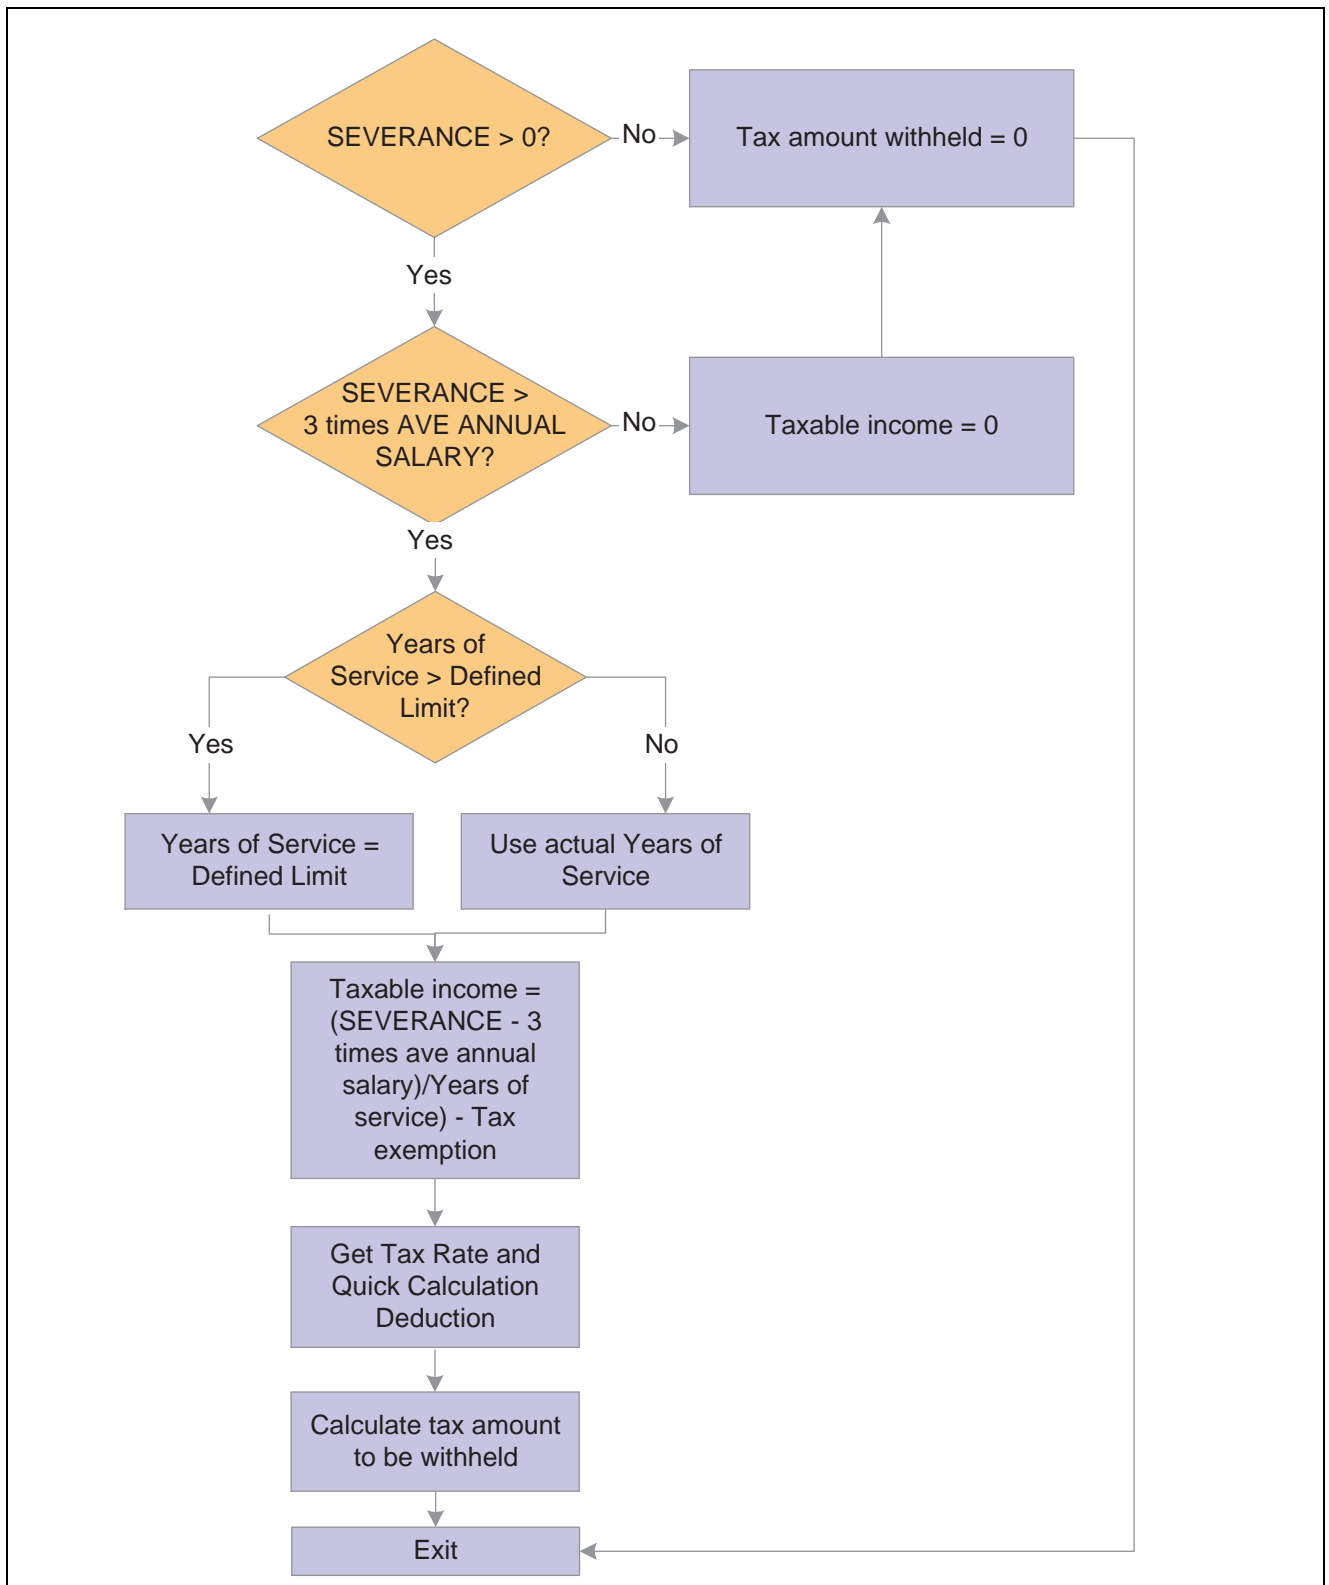 SEVERANCE > 0?
No
Tax amount withheld = 0
Yes
SEVERANCE >
3 times AVE ANNUAL
SALARY?
No
Taxable income = 0
Yes
Years of
Service > Defined
Limit?
Yes
No
Years of Service =
Defined Limit
Use actual Years of
Service
Taxable income =
(SEVERANCE - 3
times ave annual
salary)/Years of
service) - Tax
exemption
Get Tax Rate and
Quick Calculation
Deduction
Calculate tax amount
to be withheld
Exit